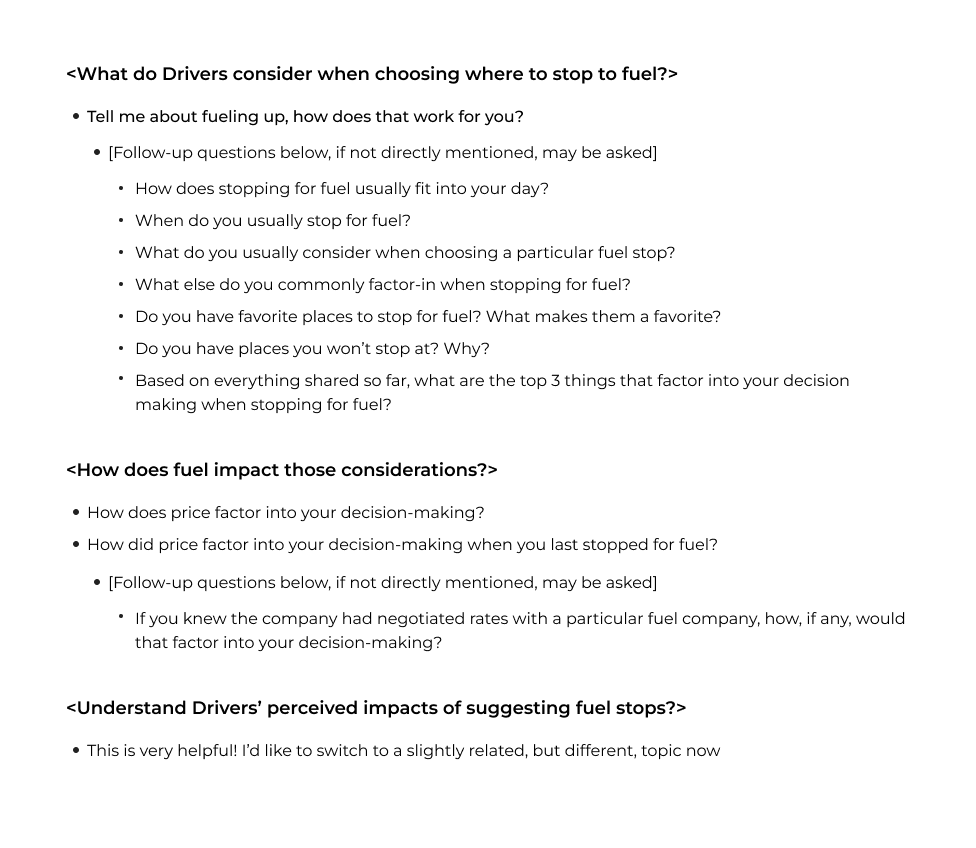 <What do Drivers consider when choosing where to stop to fuel?>
• Tell me about fueling up, how does that work for you?
• [Follow-up questions below, if not directly mentioned, may be asked]
• How does stopping for fuel usually fit into your day?
• When do you usually stop for fuel?
• What do you usually consider when choosing a particular fuel stop?
• What else do you commonly factor-in when stopping for fuel?
• Do you have favorite places to stop for fuel? What makes them a favorite?
• Do you have places you won’t stop at? Why?
• Based on everything shared so far, what are the top 3 things that factor into your decision
making when stopping for fuel?
<How does fuel impact those considerations?>
• How does price factor into your decision-making?
• How did price factor into your decision-making when you last stopped for fuel?
• [Follow-up questions below, if not directly mentioned, may be asked]
• If you knew the company had negotiated rates with a particular fuel company, how, if any, would
that factor into your decision-making?
<Understand Drivers’ perceived impacts of suggesting fuel stops?>
• This is very helpful! I’d like to switch to a slightly related, but different, topic now